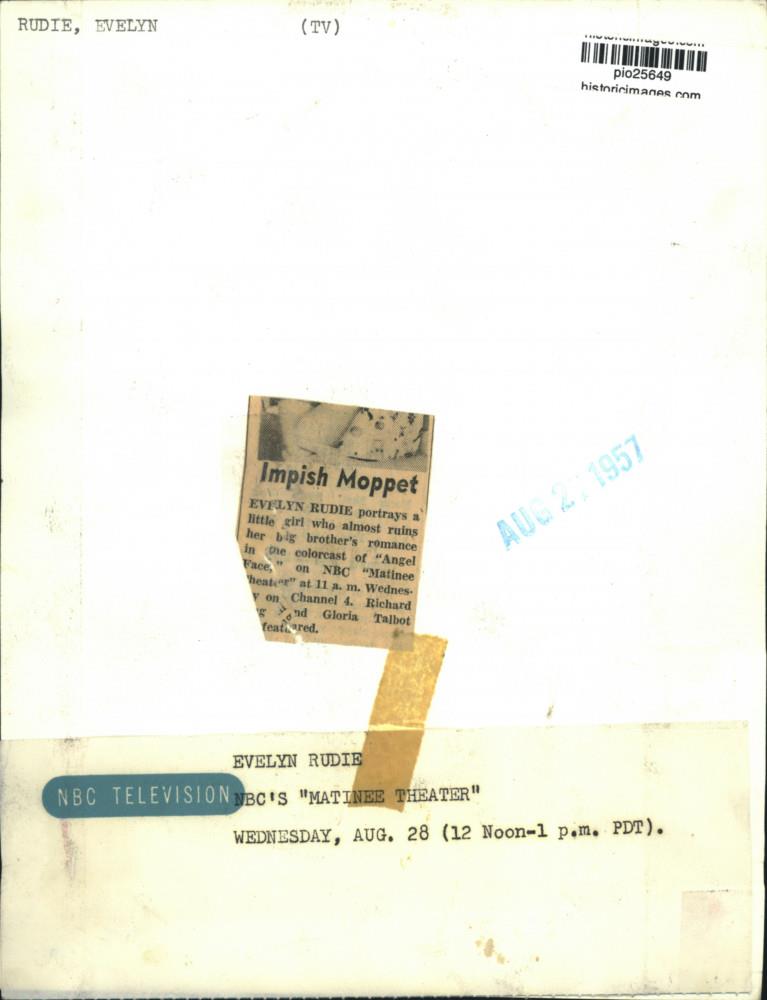 RUDIE, EVELYN (TV)
pio25649
historicimages.com
Impish Moppet
EVELYN RUDIE portrays a
little girl who almost ruins
her big brother's romance
in the colorcast of "Angel
Face," on NBC "Matinee
heater" at 11 a. m. Wednes-
y on Channel 4. Richard
g and Gloria Talbot
featured.
AUG 2 1957
EVELYN RUDIE
NBC TELEVISION NBC'S "MATINEE THEATER"
WEDNESDAY, AUG. 28 (12 Noon-1 p.m. PDT).